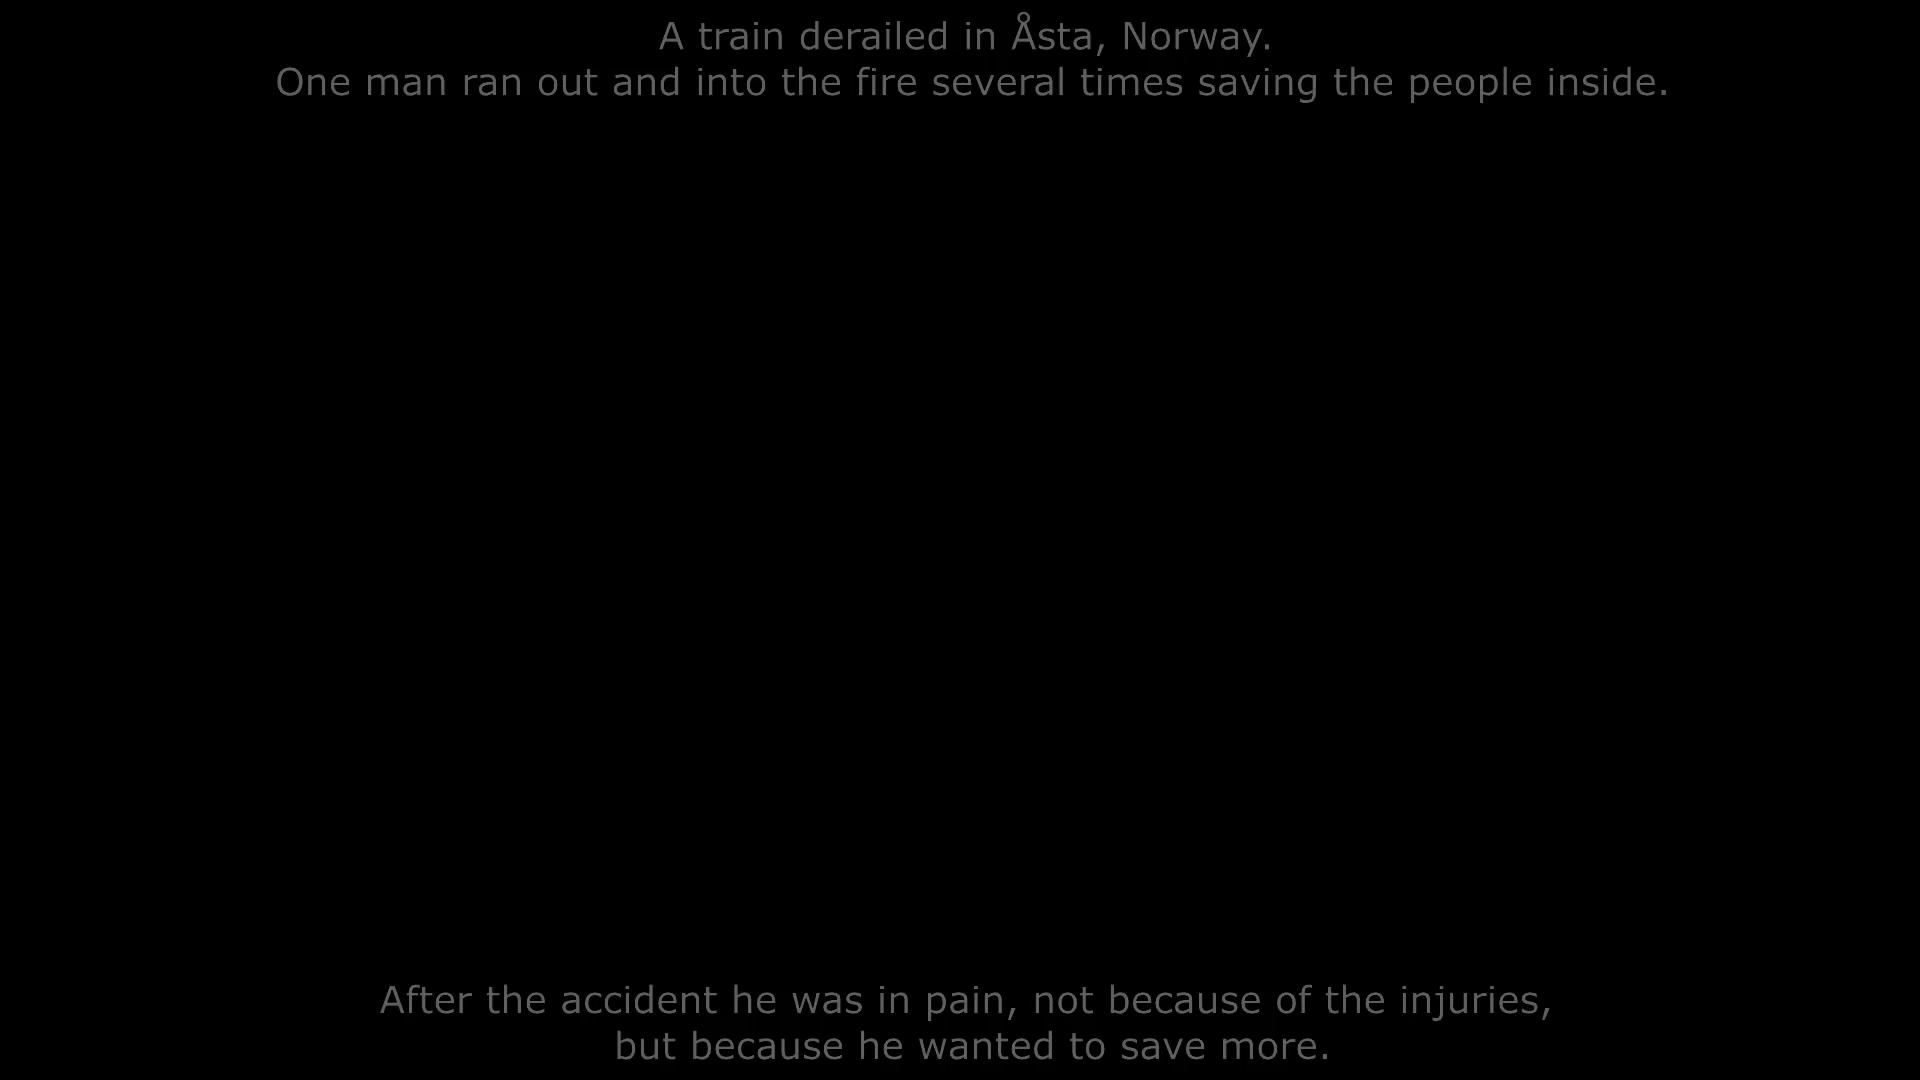 A train derailed in Åsta, Norway.
One man ran out and into the fire several times saving the people inside.
After the accident he was in pain, not because of the injuries,
but because he wanted to save more.